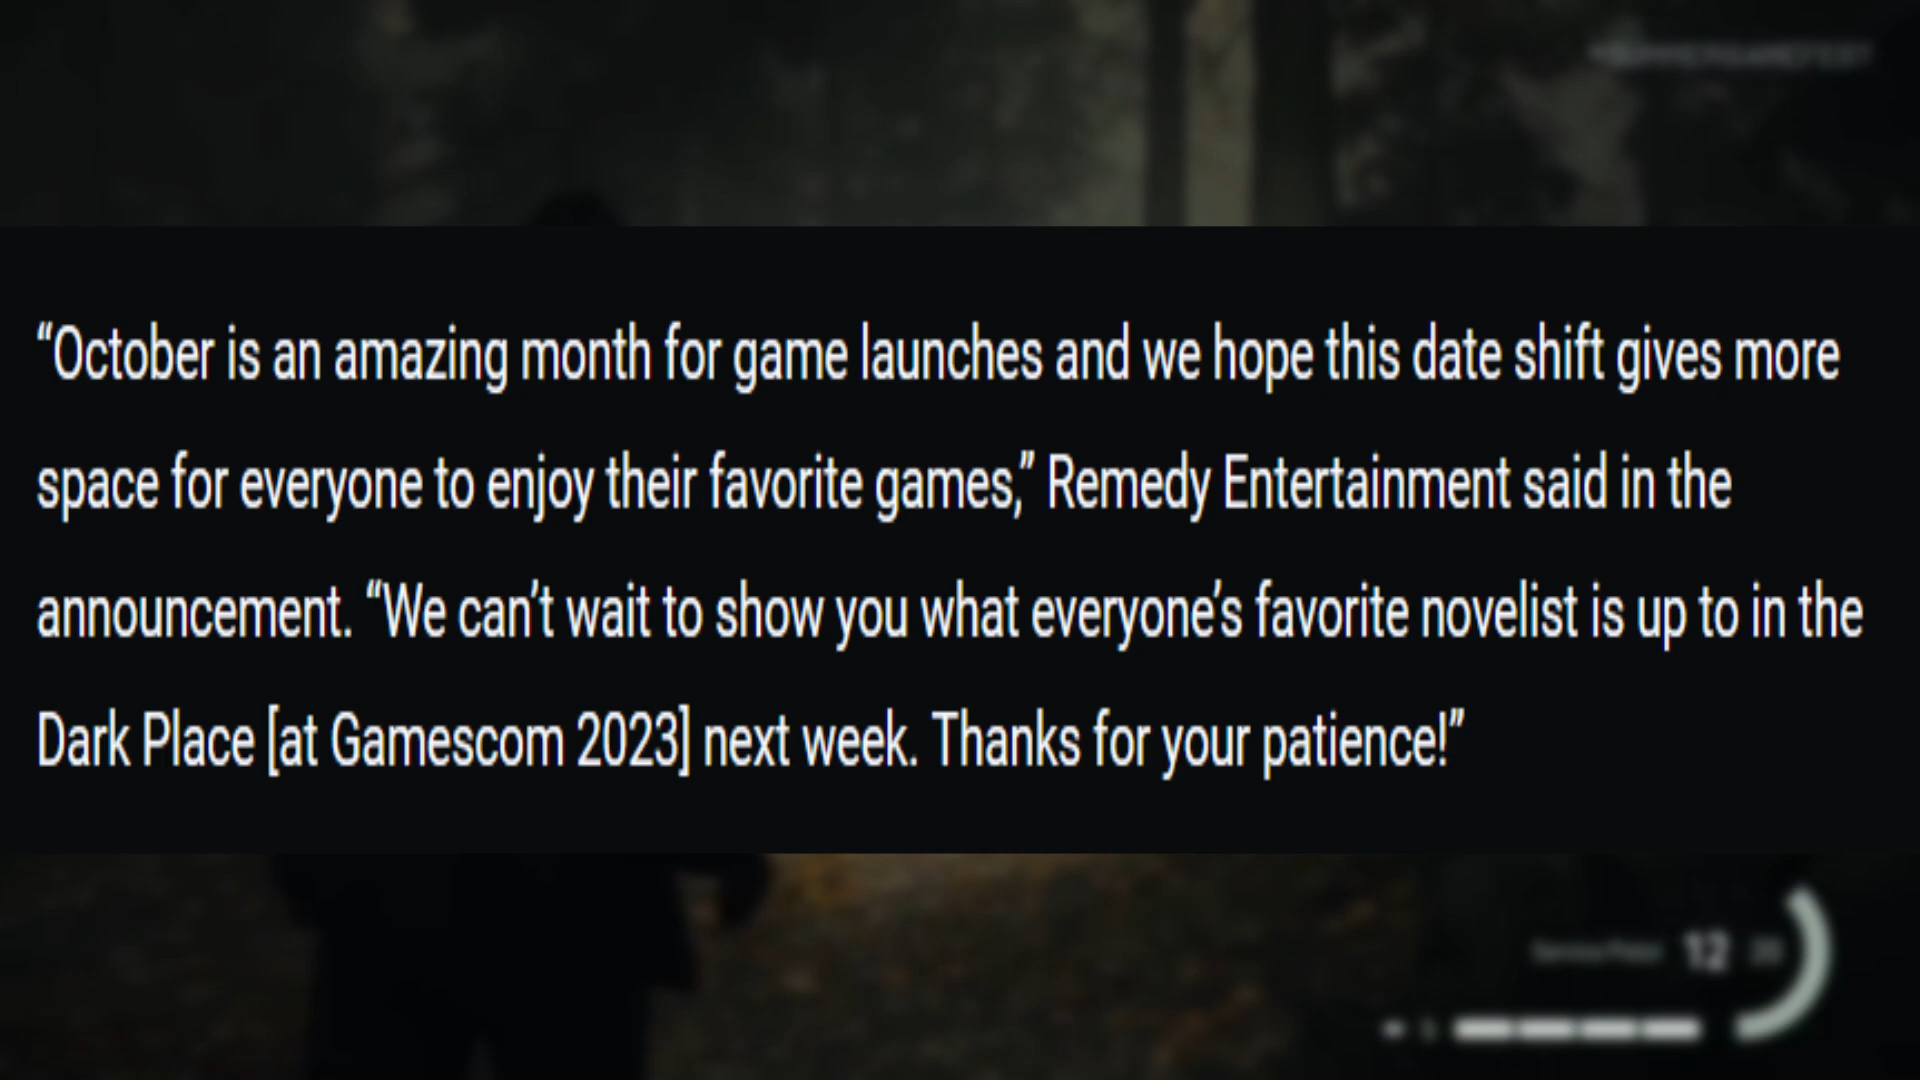 “October is an amazing month for game launches and we hope this date shift gives more
space for everyone to enjoy their favorite games,” Remedy Entertainment said in the
announcement. “We can’t wait to show you what everyone’s favorite novelist is up to in the
Dark Place [at Gamescom 2023] next week. Thanks for your patience!”
12